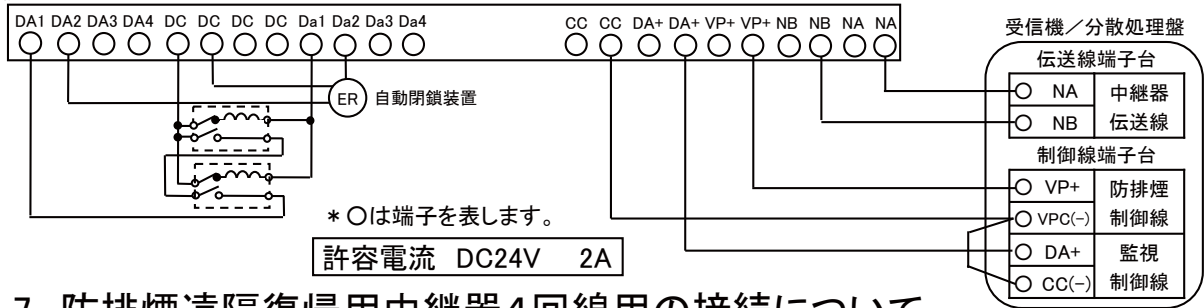 DA1 DA2 DA3 DA4 DC DC DC DC Da1 Da2 Da3 Da4
CC CC DA+ DA+ VP+ VP+ NB NB NA NA
受信機／分散処理盤
伝送線端子台
NA 中継器
NB 伝送線
制御線端子台
VP+ 防排煙
VPC(-) 制御線
DA+ 監視
CC(-) 制御線
ER 自動閉鎖装置
*○は端子を表します。
許容電流 DC24V 2A
7．防排煙遠隔復帰用中継器4回線用の接続について